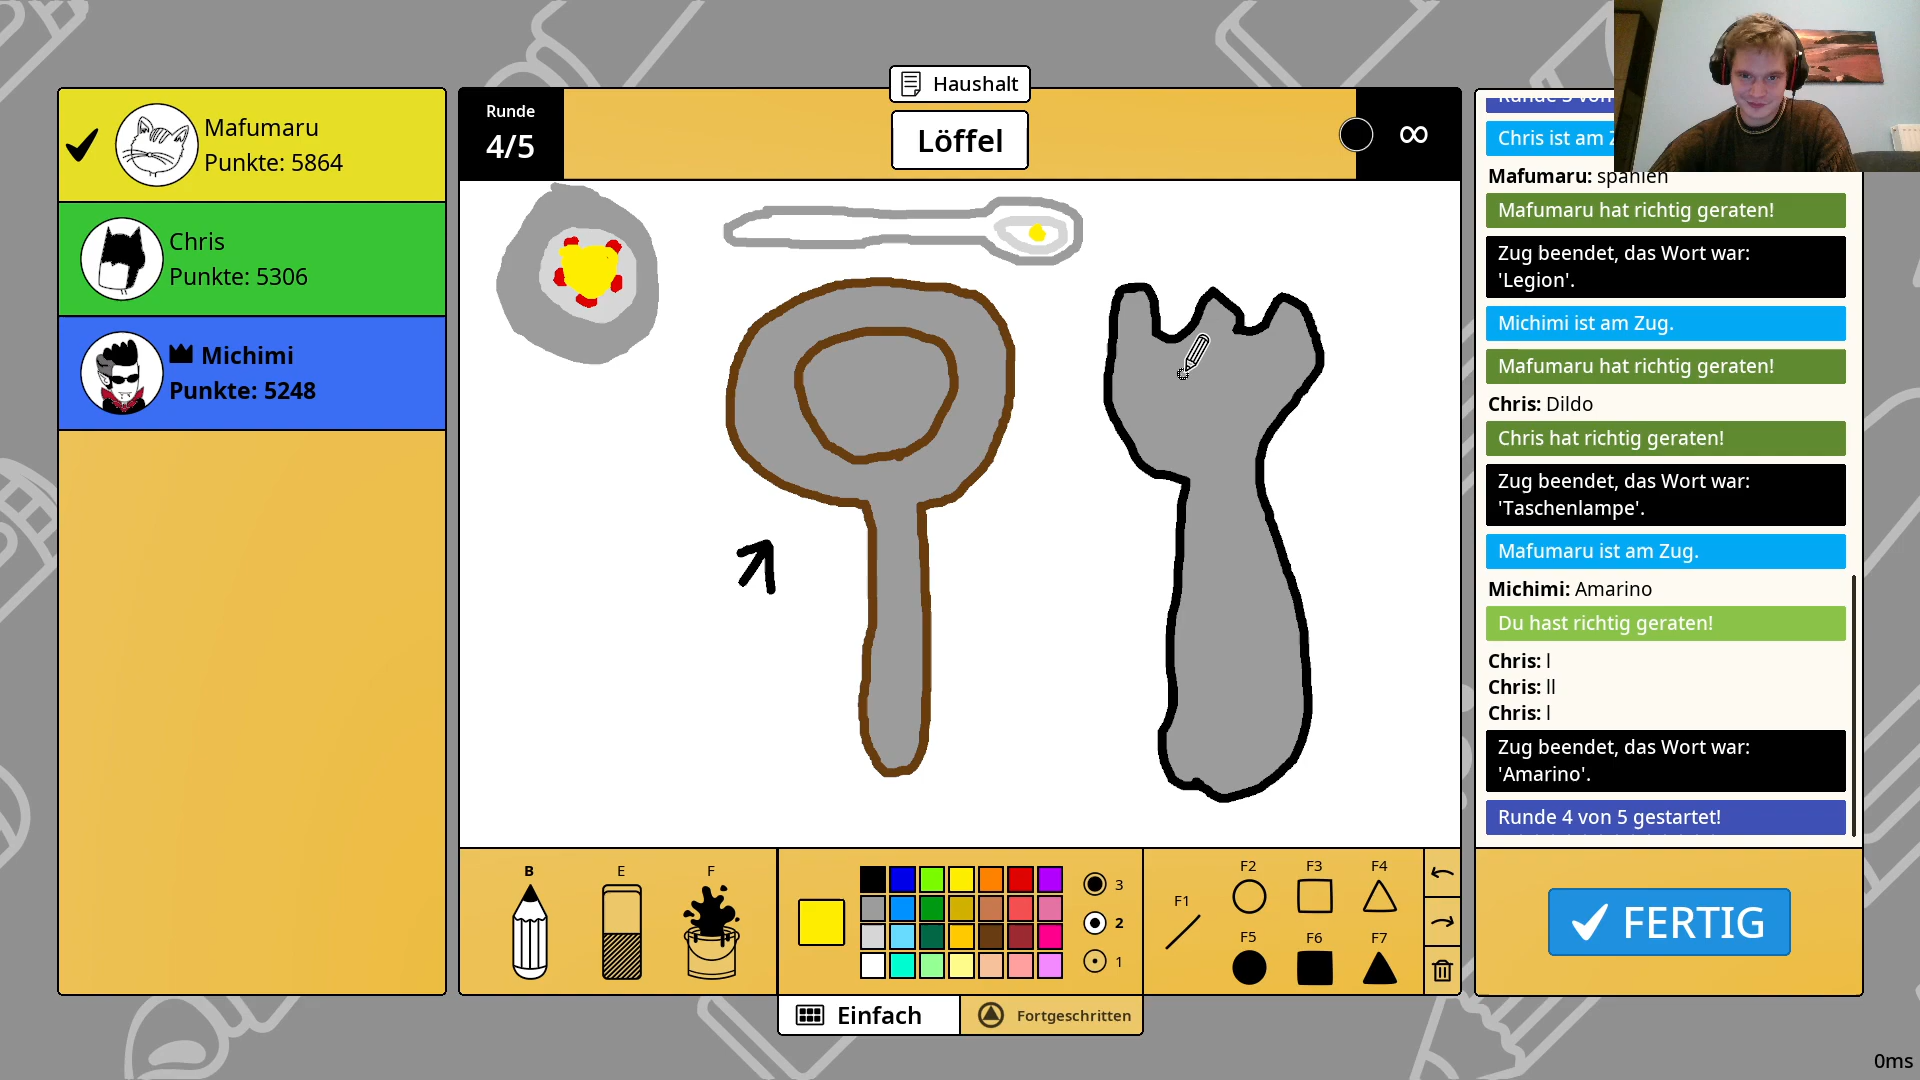 Haushalt
Runde
4/5
Löffel
∞
Mafumaru
Punkte: 5864
Chris
Punkte: 5306
Michimi
Punkte: 5248
Chris ist am
Mafumaru: spanien
Mafumaru hat richtig geraten!
Zug beendet, das Wort war:
'Legion'.
Michimi ist am Zug.
Mafumaru hat richtig geraten!
Chris: Dildo
Chris hat richtig geraten!
Zug beendet, das Wort war:
'Taschenlampe'.
Mafumaru ist am Zug.
Michimi: Amarino
Du hast richtig geraten!
Chris: l
Chris: ll
Chris: l
Zug beendet, das Wort war:
'Amarino'.
Runde 4 von 5 gestartet!
B
E
F
3
2
1
F1
F2
F3
F4
F5
F6
F7
FERTIG
Einfach
Fortgeschritten
0ms